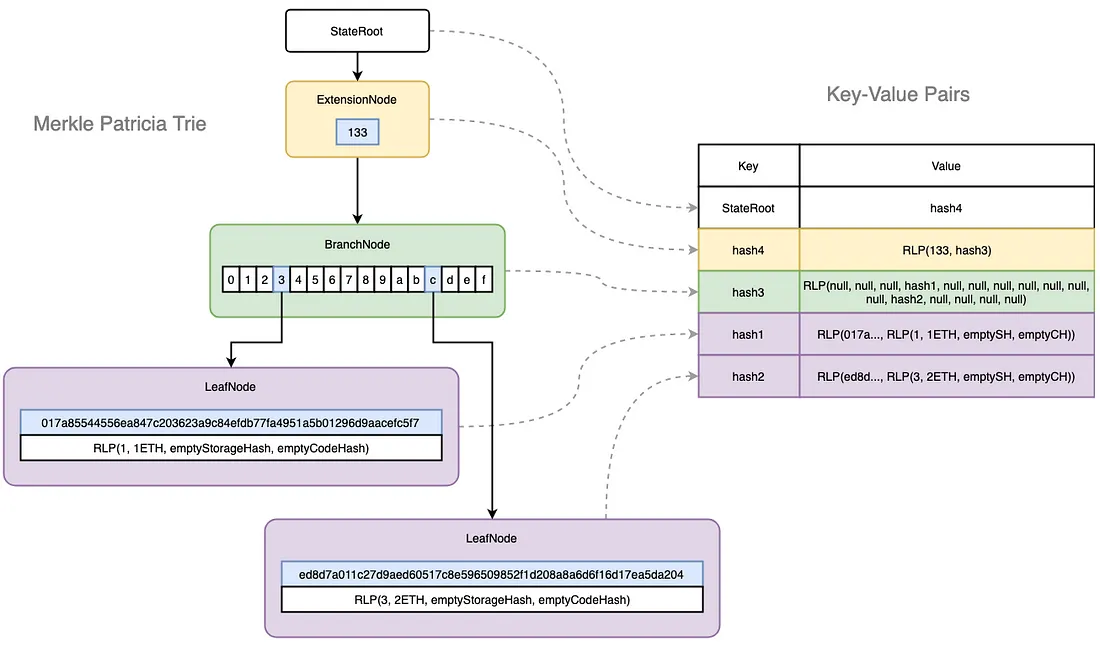 StateRoot
ExtensionNode
133
Merkle Patricia Trie
Key-Value Pairs
BranchNode
0 1 2 3 4 5 6 7 8 9 a b c d e f
LeafNode
017a85544556ea847c203623a9c84efdb77fa4951a5b01296d9aacefc5f7
RLP(1, 1ETH, emptyStorageHash, emptyCodeHash)
LeafNode
ed8d7a011c27d9aed60517c8e596509852f1d208a8a6d6f16d17ea5da204
RLP(3, 2ETH, emptyStorageHash, emptyCodeHash)
Key Value
StateRoot hash4
hash4 RLP(133, hash3)
hash3 RLP(null, null, null, hash1, null, null, null, null, null, null, null,
null, hash2, null, null, null, null)
hash1 RLP(017a..., RLP(1, 1ETH, emptySH, emptyCH))
hash2 RLP(ed8d..., RLP(3, 2ETH, emptySH, emptyCH))